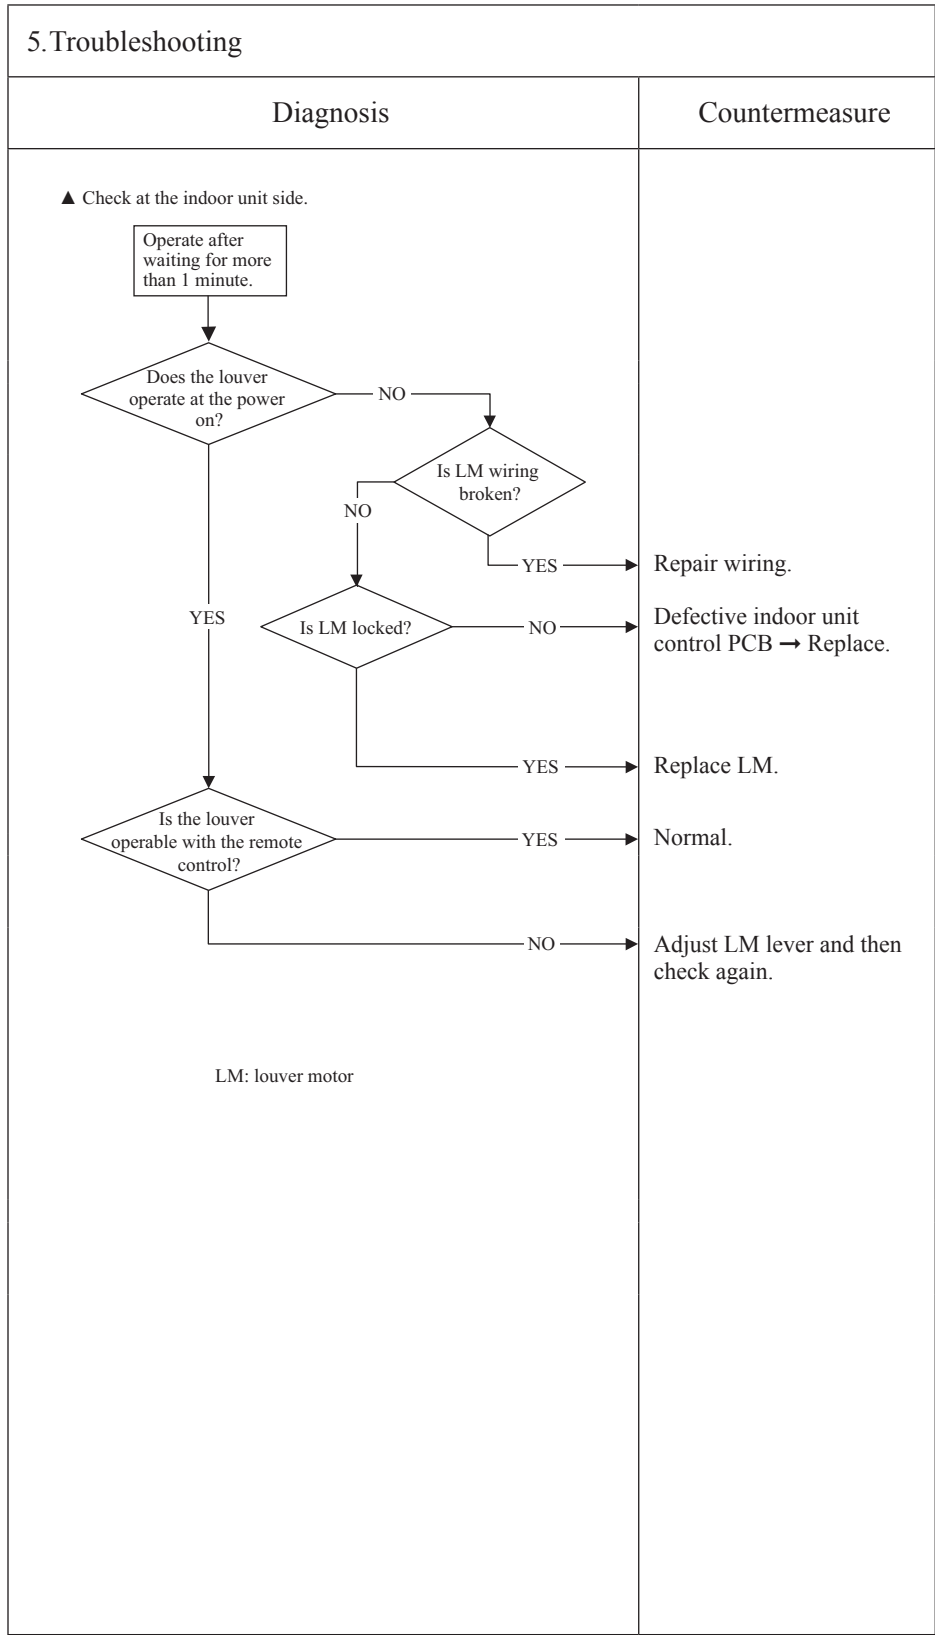 5.Troubleshooting
Diagnosis
Countermeasure
▲ Check at the indoor unit side.
Operate after
waiting for more
than 1 minute.
Does the louver
operate at the power
on?
NO
Is LM wiring
broken?
NO
YES
Repair wiring.
YES
Is LM locked?
NO
Defective indoor unit
control PCB → Replace.
YES
Replace LM.
Is the louver
operable with the remote
control?
YES
Normal.
NO
Adjust LM lever and then
check again.
LM: louver motor